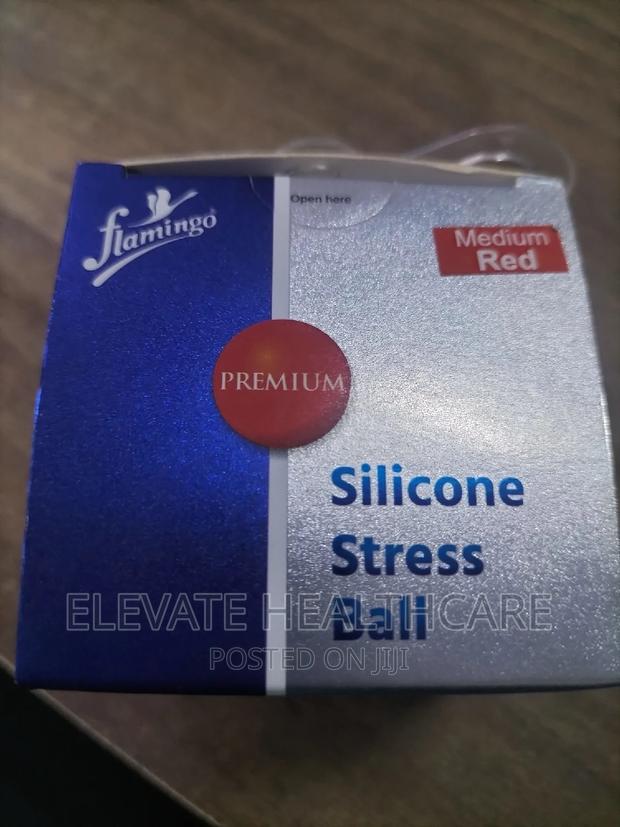 flamingo
Open here
Medium
Red
PREMIUM
Silicone
Stress
Ball
ELEVATE HEALTHCARE
POSTED ON JIJI